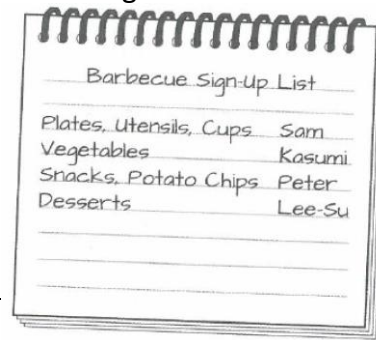 Barbecue Sign-Up List
Plates, Utensils, Cups Sam
Vegetables Kasumi
Snacks, Potato Chips Peter
Desserts Lee-Su